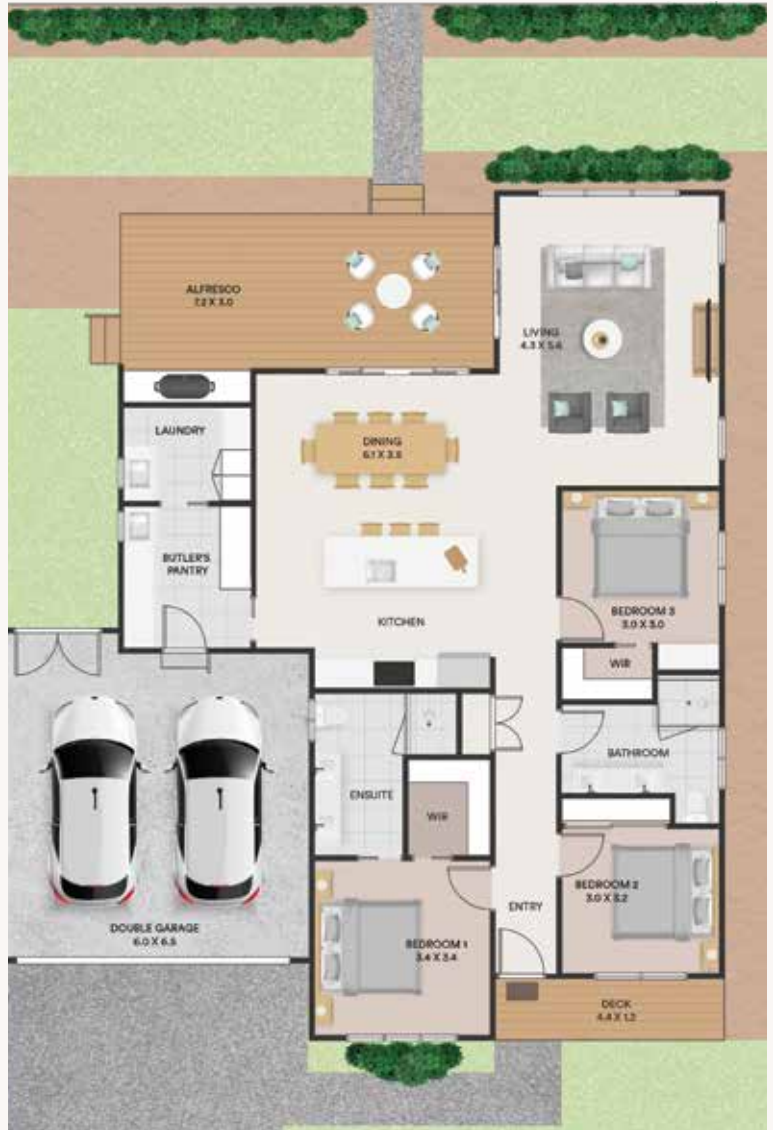 ALFRESCO
7.2 X 3.0
LIVING
4.3 X 5.6
LAUNDRY
DINING
6.1 X 3.5
BUTLER'S
PANTRY
KITCHEN
BEDROOM 3
3.0 X 3.0
WIR
BATHROOM
ENSUITE
WIR
BEDROOM 2
3.0 X 3.2
ENTRY
DOUBLE GARAGE
6.0 X 6.5
BEDROOM 1
3.4 X 3.4
DECK
4.4 X 1.2